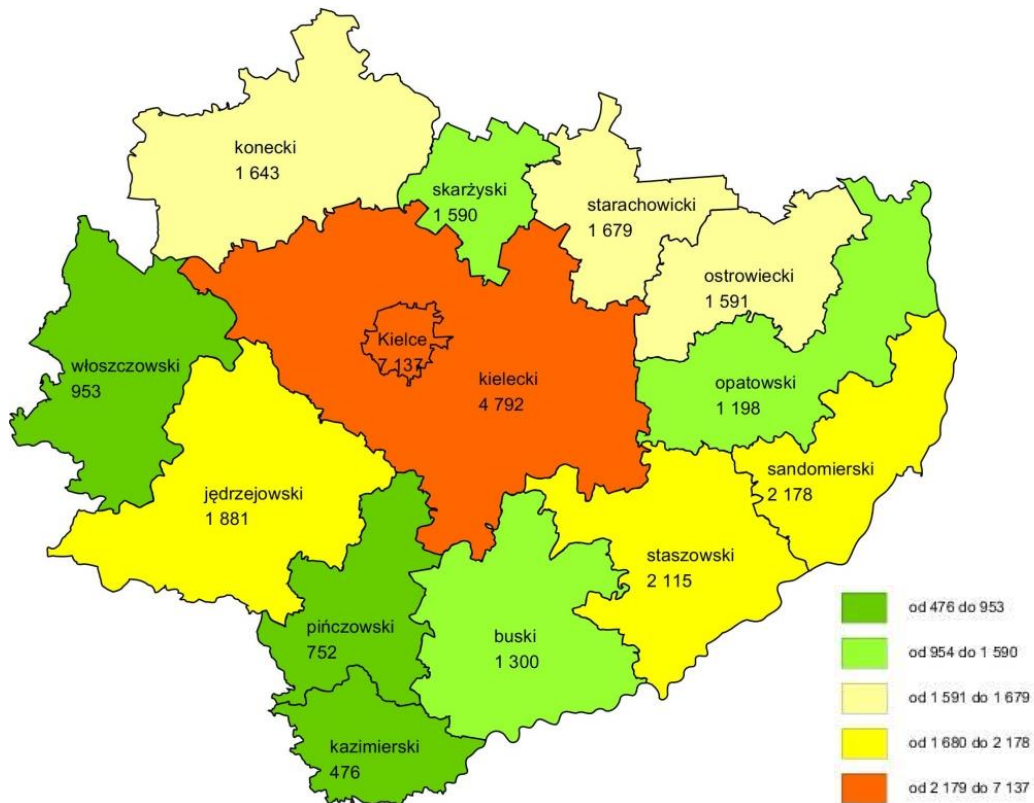 konecki
1 643
skarżyski
1 590
starachowicki
1 679
ostrowiecki
1 591
Kielce
7 137
włoszczowski
953
kielecki
4 792
opatowski
1 198
sandomierski
2 178
jędrzejowski
1 881
staszowski
2 115
pińczowski
752
buski
1 300
kazimierski
476
od 476 do 953
od 954 do 1 590
od 1 591 do 1 679
od 1 680 do 2 178
od 2 179 do 7 137